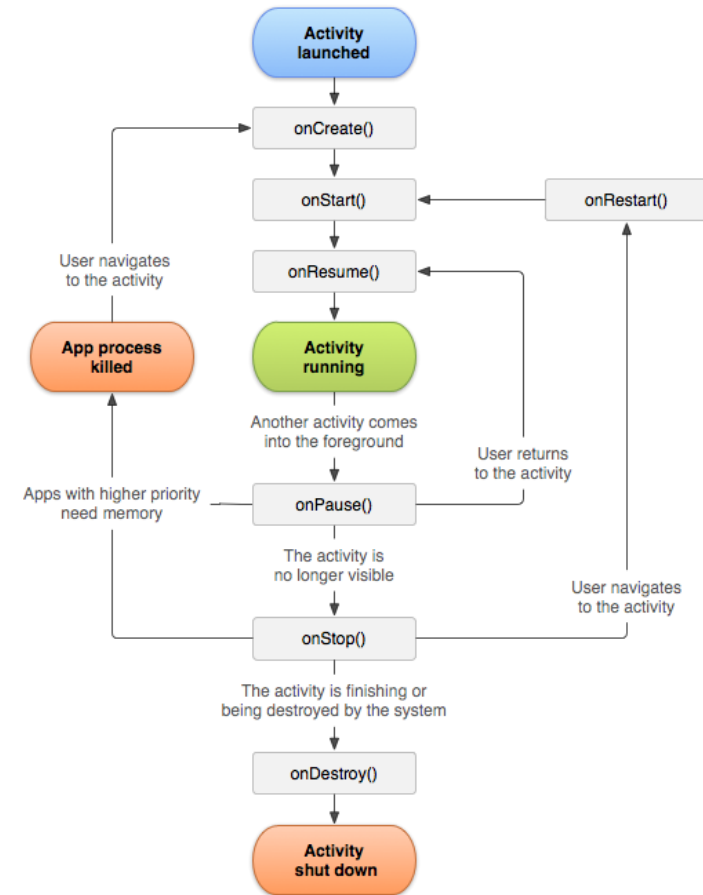 Activity
launched
onCreate()
onStart()
onRestart()
User navigates
to the activity
onResume()
App process
killed
Activity
running
Another activity comes
into the foreground
User returns
to the activity
Apps with higher priority
need memory
onPause()
The activity is
no longer visible
User navigates
to the activity
onStop()
The activity is finishing or
being destroyed by the system
onDestroy()
Activity
shut down